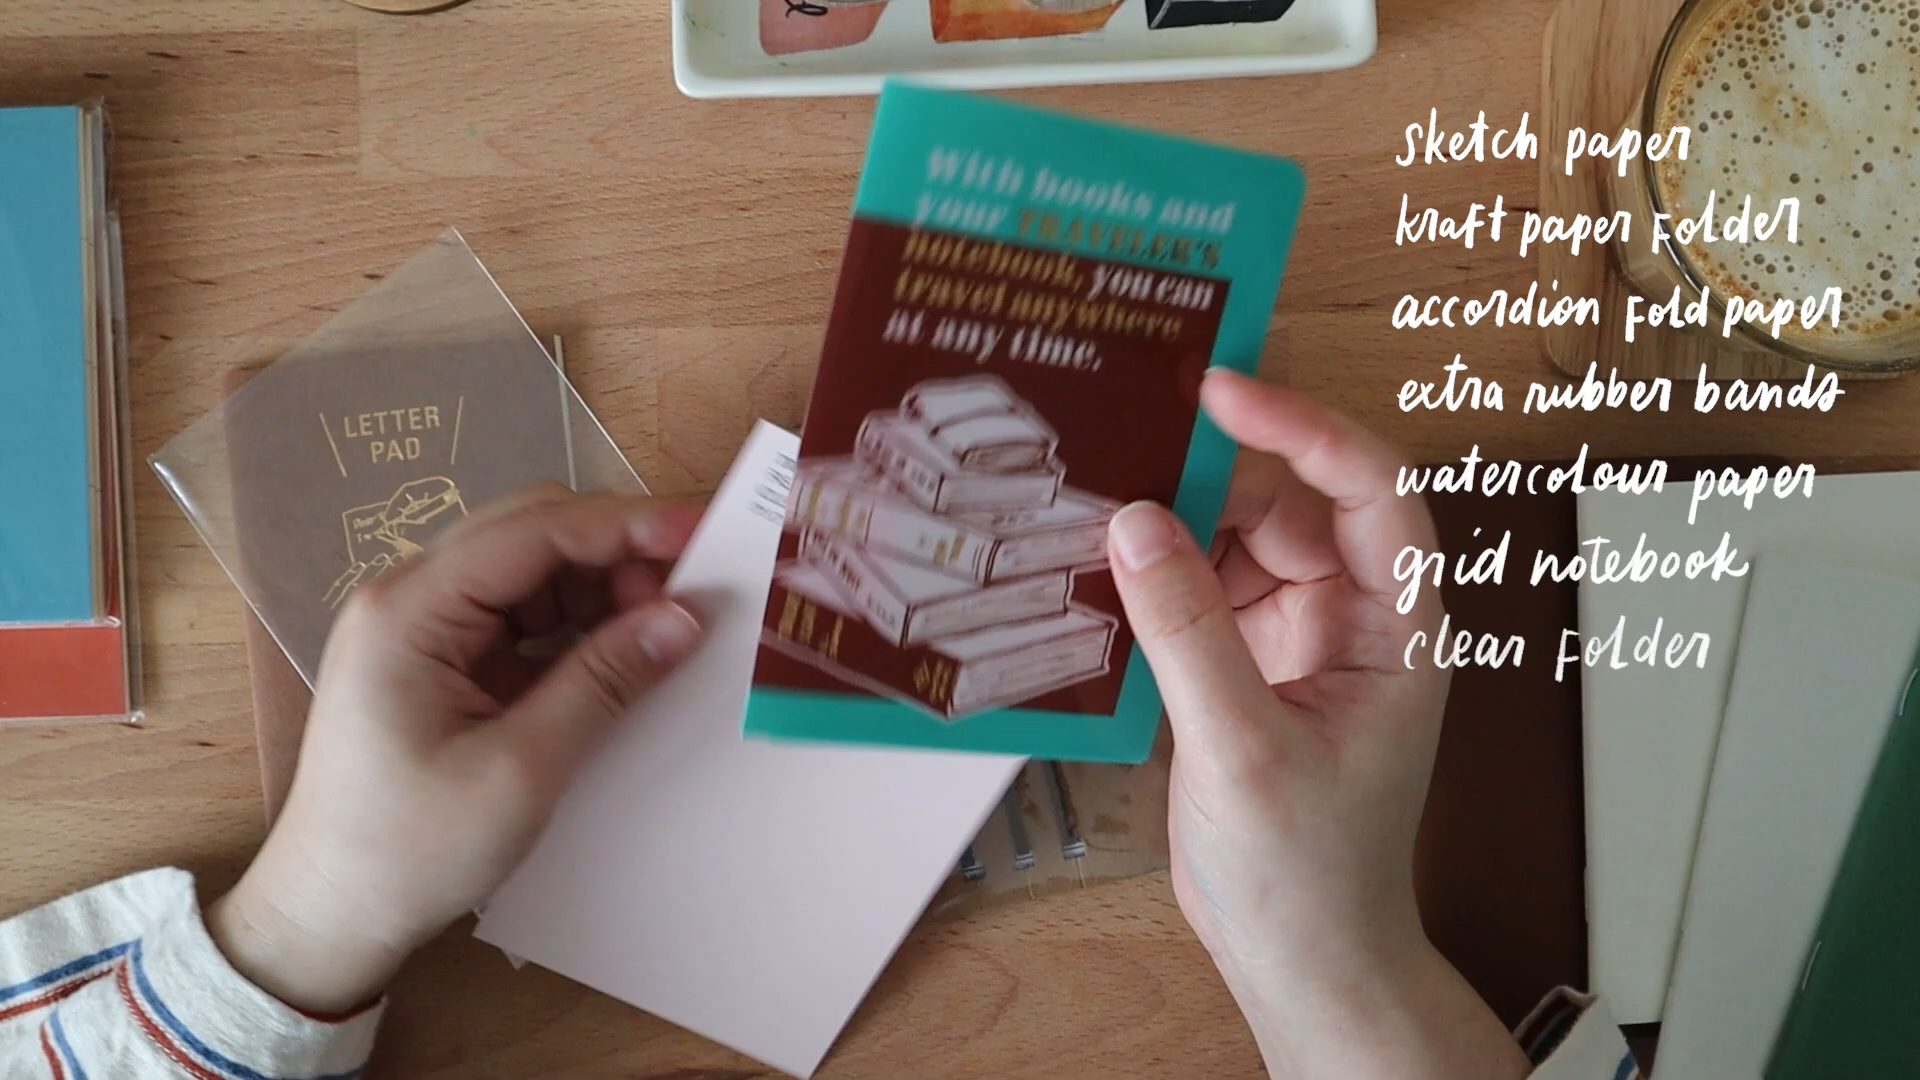 With books and
your TRAVELER'S
notebook, you can
travel anywhere
at any time.
LETTER
PAD
sketch paper
kraft paper folder
accordion fold paper
extra rubber bands
watercolour paper
grid notebook
clear folder